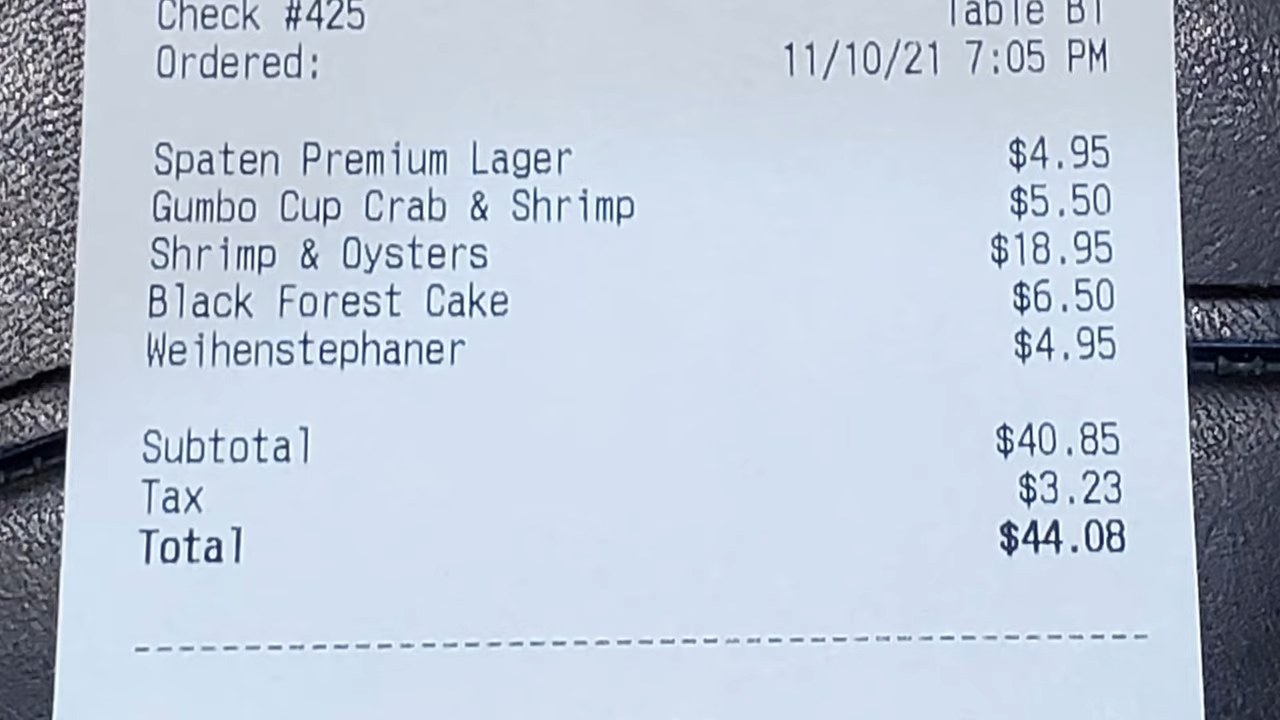 Check #425 Table B1
Ordered: 11/10/21 7:05 PM
Spaten Premium Lager $4.95
Gumbo Cup Crab & Shrimp $5.50
Shrimp & Oysters $18.95
Black Forest Cake $6.50
Weihenstephaner $4.95
Subtotal $40.85
Tax $3.23
Total $44.08